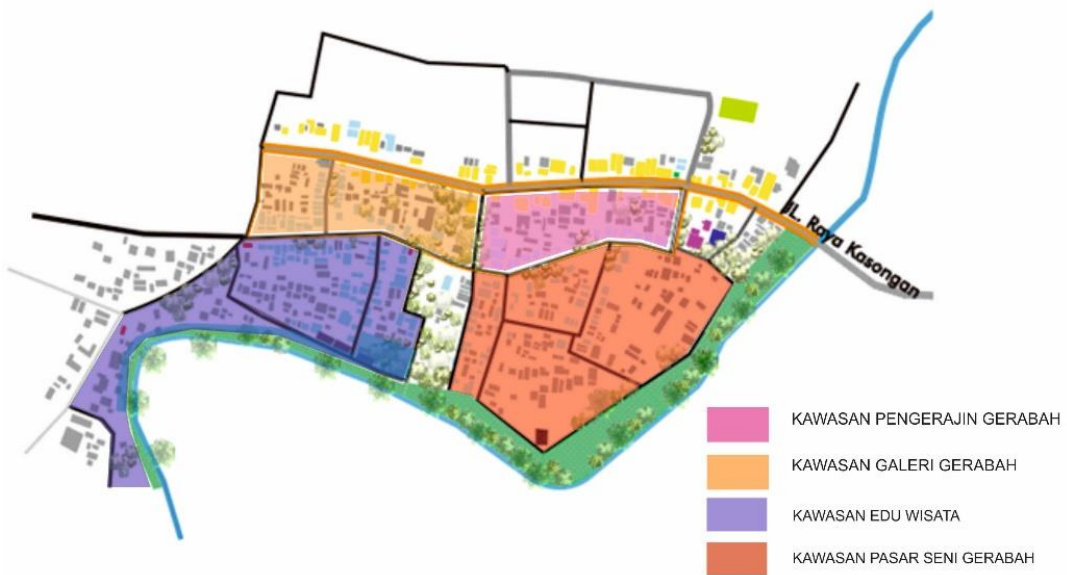 JL. Raya Kasongan
KAWASAN PENGERAJIN GERABAH
KAWASAN GALERI GERABAH
KAWASAN EDU WISATA
KAWASAN PASAR SENI GERABAH